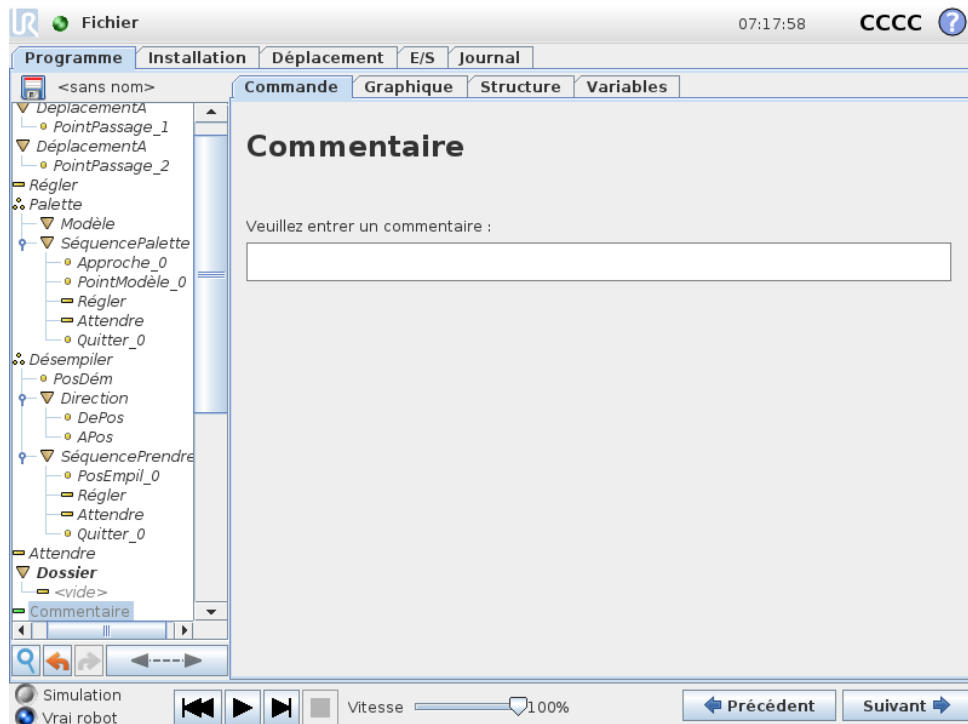 UR Fichier 07:17:58 CCCC ?
Programme Installation Déplacement E/S Journal
<sans nom> Commande Graphique Structure Variables
DéplacementA
PointPassage_1
DéplacementA
PointPassage_2
Régler
Palette
Modèle
SéquencePalette
Approche_0
PointModèle_0
Régler
Attendre
Quitter_0
Désempiler
PosDém
Direction
DePos
APos
SéquencePrendre
PosEmpil_0
Régler
Attendre
Quitter_0
Attendre
Dossier
<vide>
Commentaire
Commentaire
Veuillez entrer un commentaire :
Simulation
Vrai robot
Vitesse 100%
Précédent Suivant